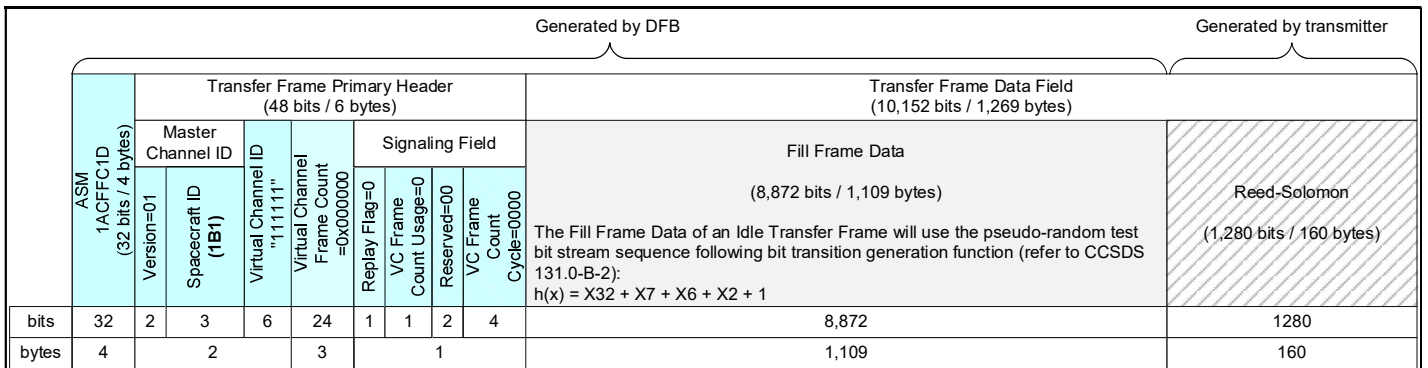 Generated by DFB
Generated by transmitter
Transfer Frame Primary Header
(48 bits / 6 bytes)
Transfer Frame Data Field
(10,152 bits / 1,269 bytes)
ASM
1ACFFC1D
(32 bits / 4 bytes)
Master
Channel ID
Version=01
Spacecraft ID
(1B1)
Virtual Channel ID
"111111"
Virtual Channel
Frame Count
=0x000000
Signaling Field
Replay Flag=0
VC Frame
Count Usage=0
Reserved=00
VC Frame
Count
Cycle=0000
Fill Frame Data
(8,872 bits / 1,109 bytes)
The Fill Frame Data of an Idle Transfer Frame will use the pseudo-random test
bit stream sequence following bit transition generation function (refer to CCSDS
131.0-B-2):
h(x) = X32 + X7 + X6 + X2 + 1
Reed-Solomon
(1,280 bits / 160 bytes)
bits 32 2 3 6 24 1 1 2 4 8,872 1280
bytes 4 2 3 1 1,109 160